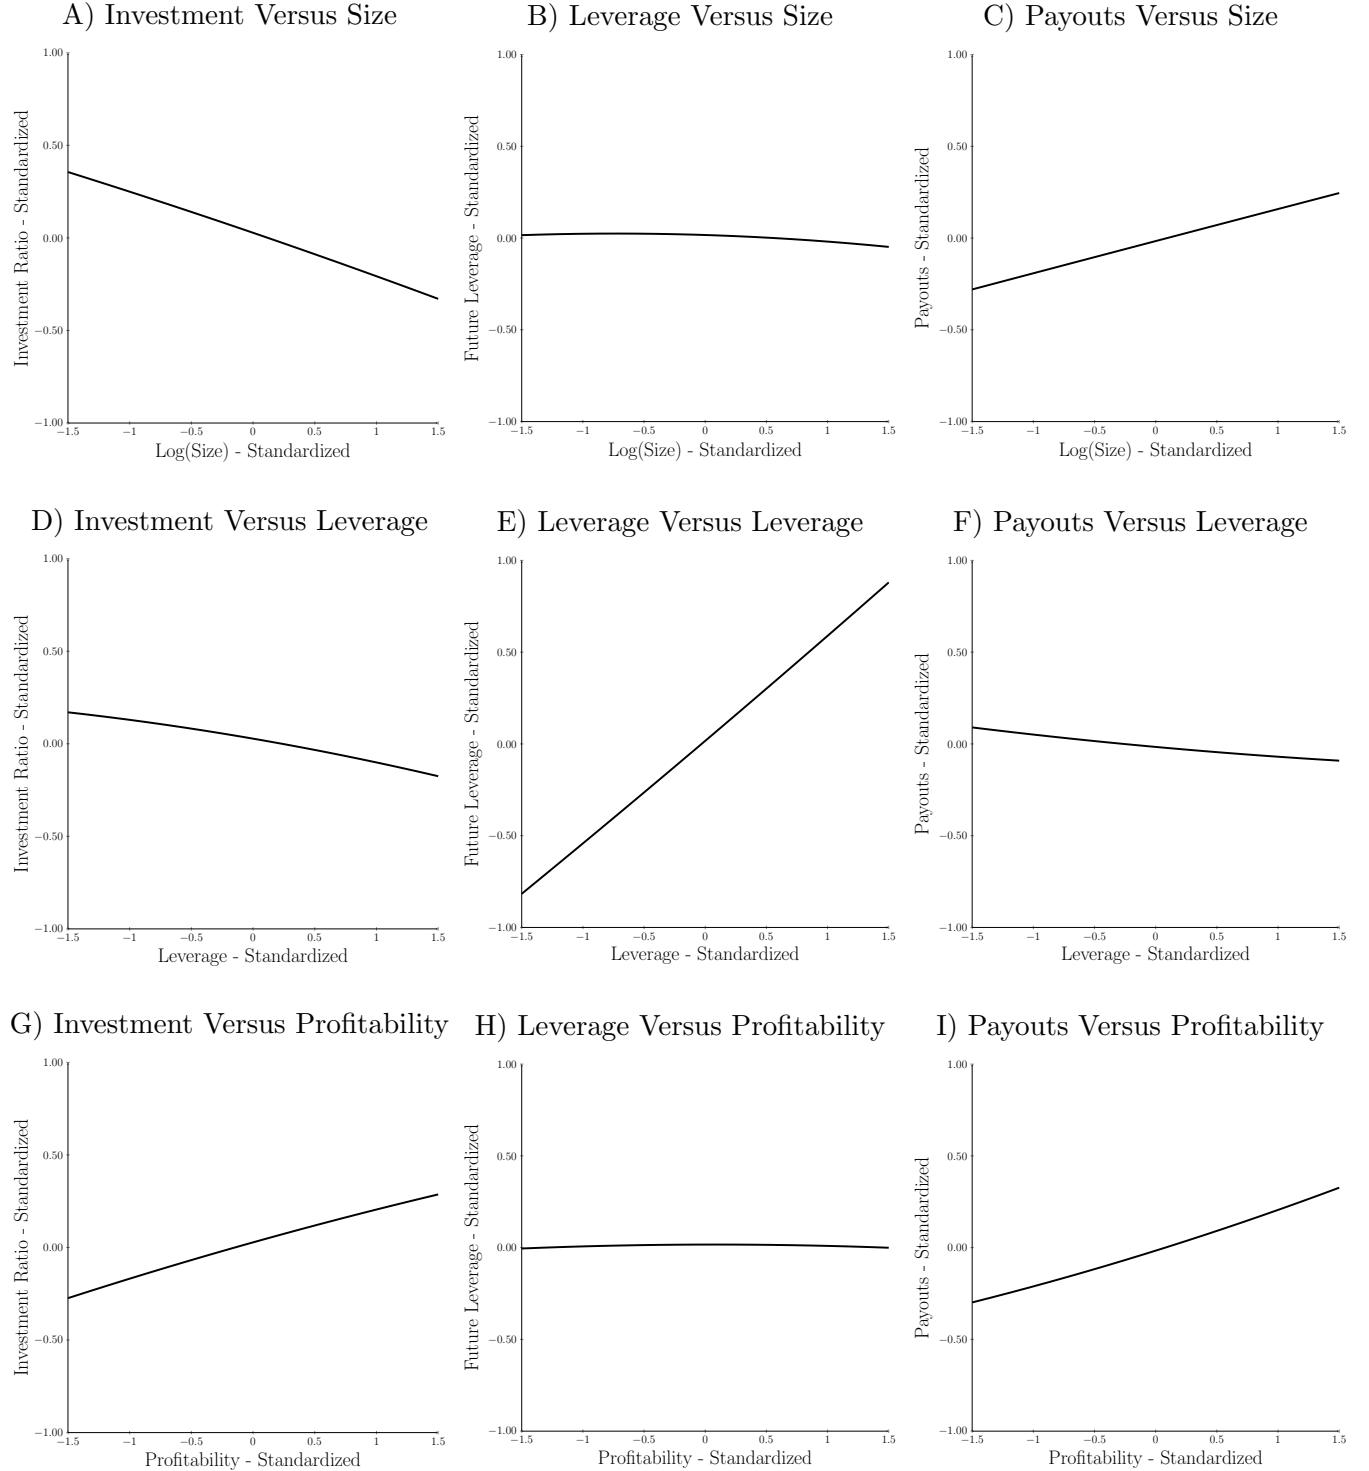 A) Investment Versus Size
1.00
0.50
0.00
−0.50
−1.00
Investment Ratio - Standardized
−1.5 −1 −0.5 0 0.5 1 1.5
Log(Size) - Standardized
B) Leverage Versus Size
1.00
0.50
0.00
−0.50
−1.00
Future Leverage - Standardized
−1.5 −1 −0.5 0 0.5 1 1.5
Log(Size) - Standardized
C) Payouts Versus Size
1.00
0.50
0.00
−0.50
−1.00
Payouts - Standardized
−1.5 −1 −0.5 0 0.5 1 1.5
Log(Size) - Standardized
D) Investment Versus Leverage
1.00
0.50
0.00
−0.50
−1.00
Investment Ratio - Standardized
−1.5 −1 −0.5 0 0.5 1 1.5
Leverage - Standardized
E) Leverage Versus Leverage
1.00
0.50
0.00
−0.50
−1.00
Future Leverage - Standardized
−1.5 −1 −0.5 0 0.5 1 1.5
Leverage - Standardized
F) Payouts Versus Leverage
1.00
0.50
0.00
−0.50
−1.00
Payouts - Standardized
−1.5 −1 −0.5 0 0.5 1 1.5
Leverage - Standardized
G) Investment Versus Profitability
1.00
0.50
0.00
−0.50
−1.00
Investment Ratio - Standardized
−1.5 −1 −0.5 0 0.5 1 1.5
Profitability - Standardized
H) Leverage Versus Profitability
1.00
0.50
0.00
−0.50
−1.00
Future Leverage - Standardized
−1.5 −1 −0.5 0 0.5 1 1.5
Profitability - Standardized
I) Payouts Versus Profitability
1.00
0.50
0.00
−0.50
−1.00
Payouts - Standardized
−1.5 −1 −0.5 0 0.5 1 1.5
Profitability - Standardized